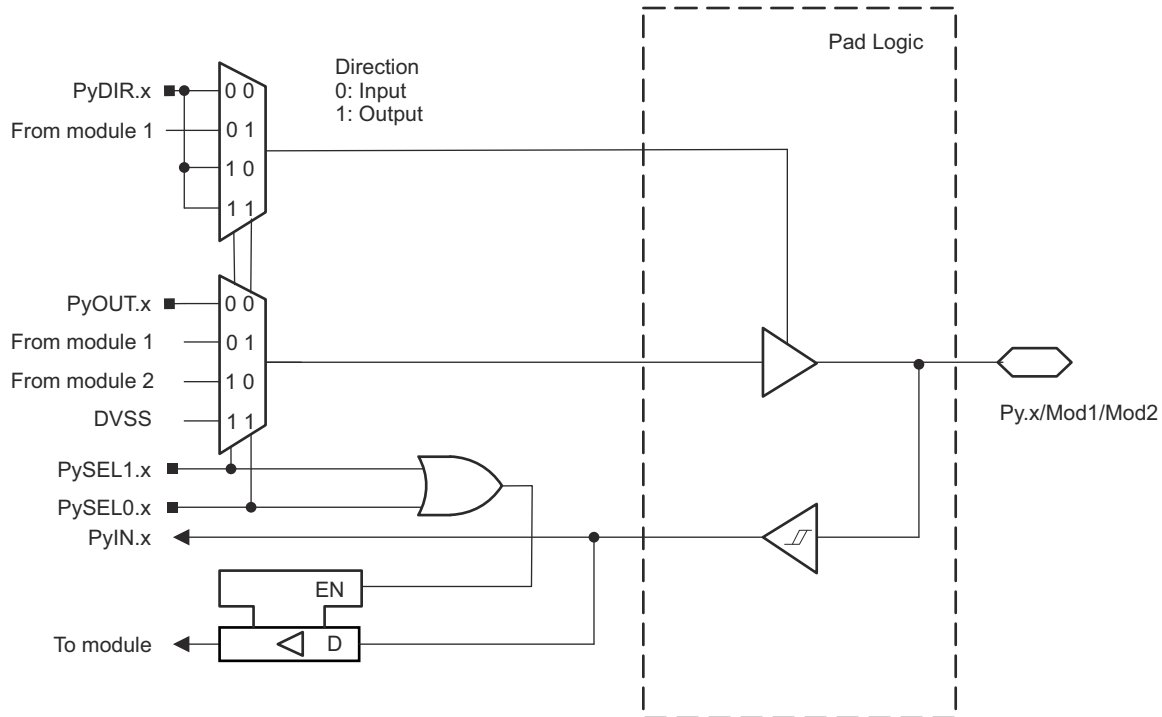 Pad Logic
PyDIR.x
0 0
Direction
0: Input
1: Output
From module 1
0 1
1 0
1 1
PyOUT.x
0 0
From module 1
0 1
From module 2
1 0
DVSS
1 1
Py.x/Mod1/Mod2
PySEL1.x
PySEL0.x
PyIN.x
EN
To module
D